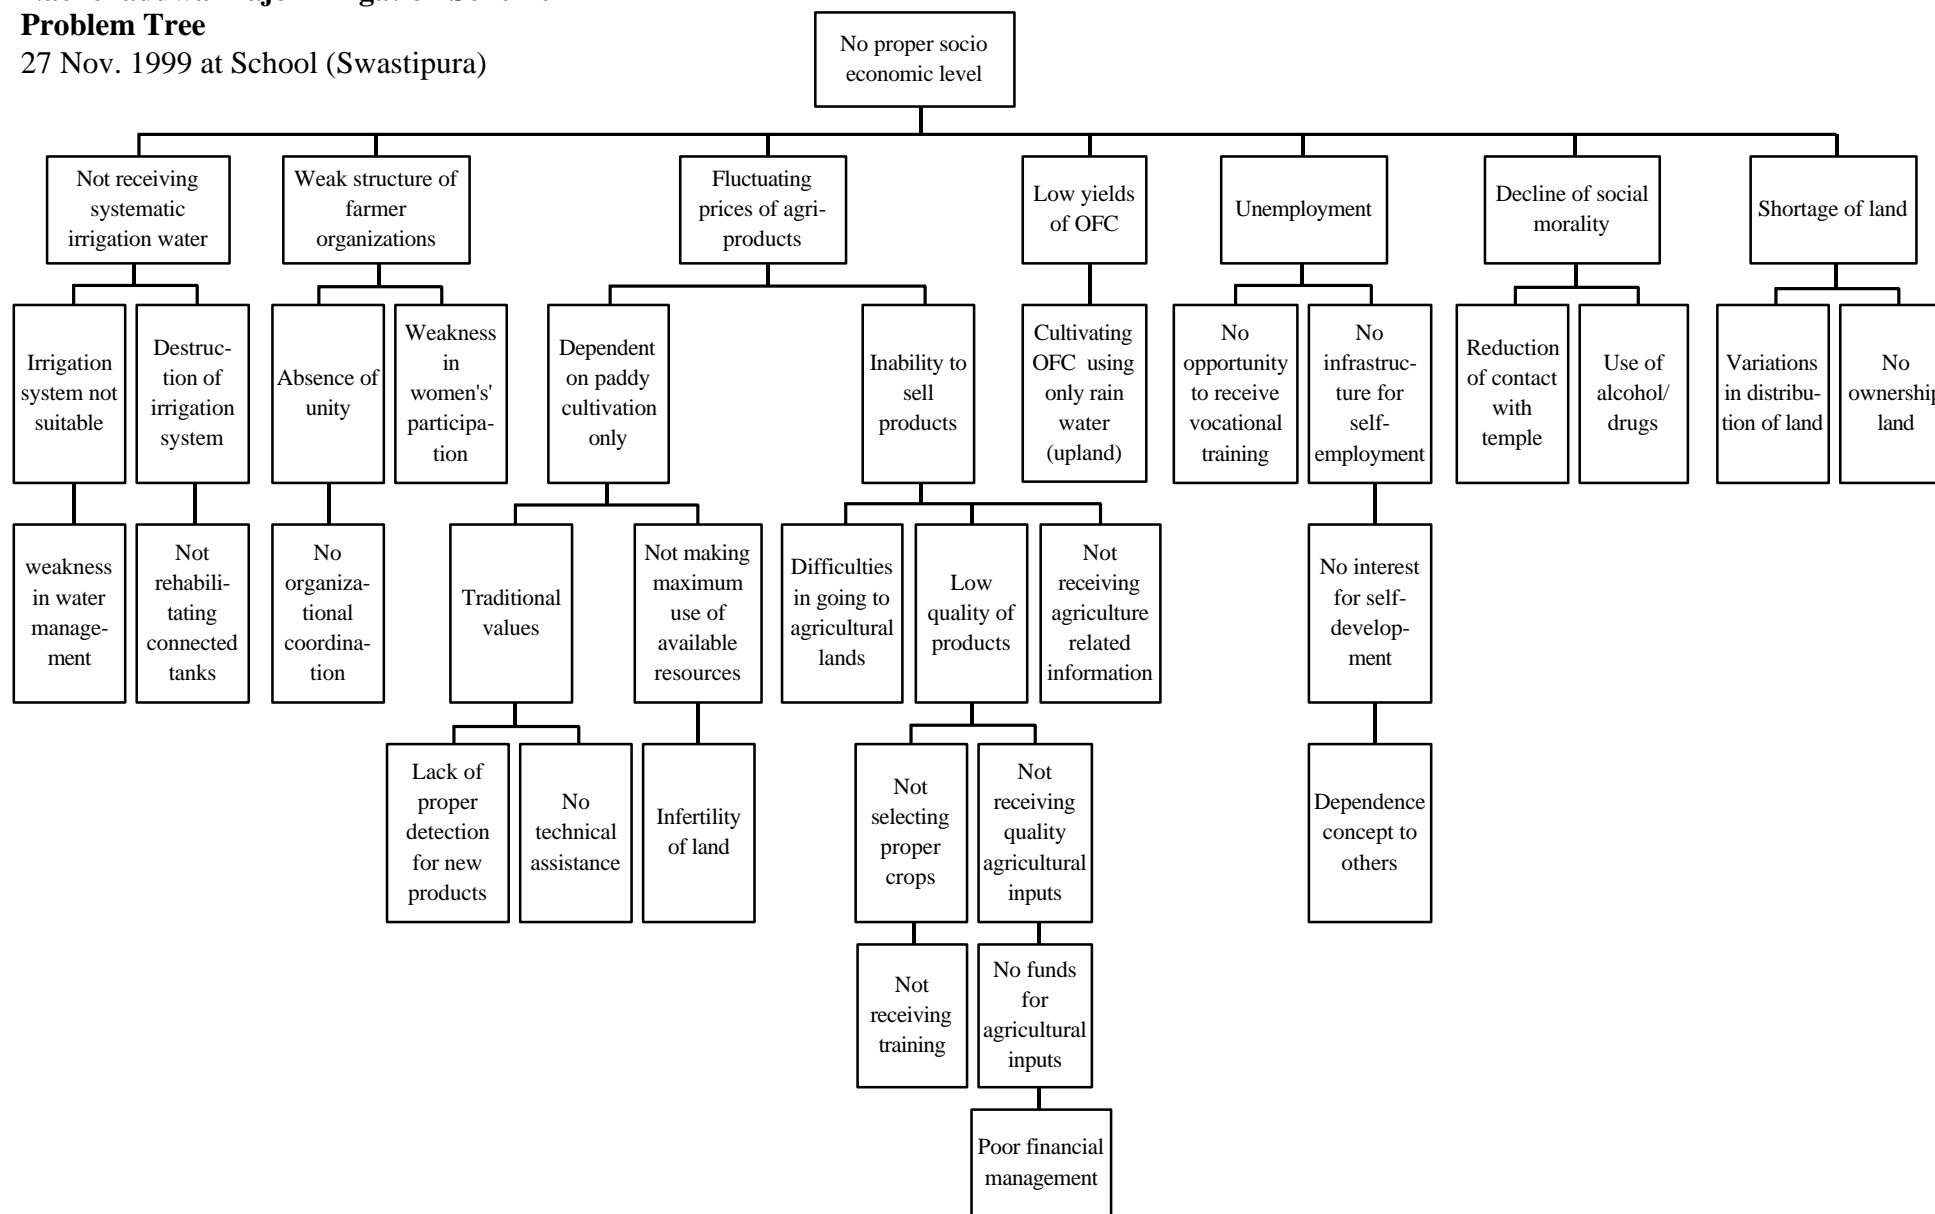 Problem Tree
27 Nov. 1999 at School (Swastipura)
No proper socio
economic level
Not receiving
systematic
irrigation water
Weak structure of
farmer
organizations
Fluctuating
prices of agri-
products
Low yields
of OFC
Unemployment
Decline of social
morality
Shortage of land
Irrigation
system not
suitable
Destruc-
tion of
irrigation
system
Absence of
unity
Weakness
in
women's'
participa-
tion
Dependent
on paddy
cultivation
only
Inability to
sell
products
Cultivating
OFC using
only rain
water
(upland)
No
opportunity
to receive
vocational
training
No
infrastruc-
ture for
self-
employment
Reduction
of contact
with
temple
Use of
alcohol/
drugs
Variations
in distribu-
tion of land
No
ownership
land
weakness
in water
manage-
ment
Not
rehabili-
tating
connected
tanks
No
organiza-
tional
coordina-
tion
Traditional
values
Not making
maximum
use of
available
resources
Difficulties
in going to
agricultural
lands
Low
quality of
products
Not
receiving
agriculture
related
information
No interest
for self-
develop-
ment
Lack of
proper
detection
for new
products
No
technical
assistance
Infertility
of land
Not
selecting
proper
crops
Not
receiving
quality
agricultural
inputs
Dependence
concept to
others
Not
receiving
training
No funds
for
agricultural
inputs
Poor financial
management